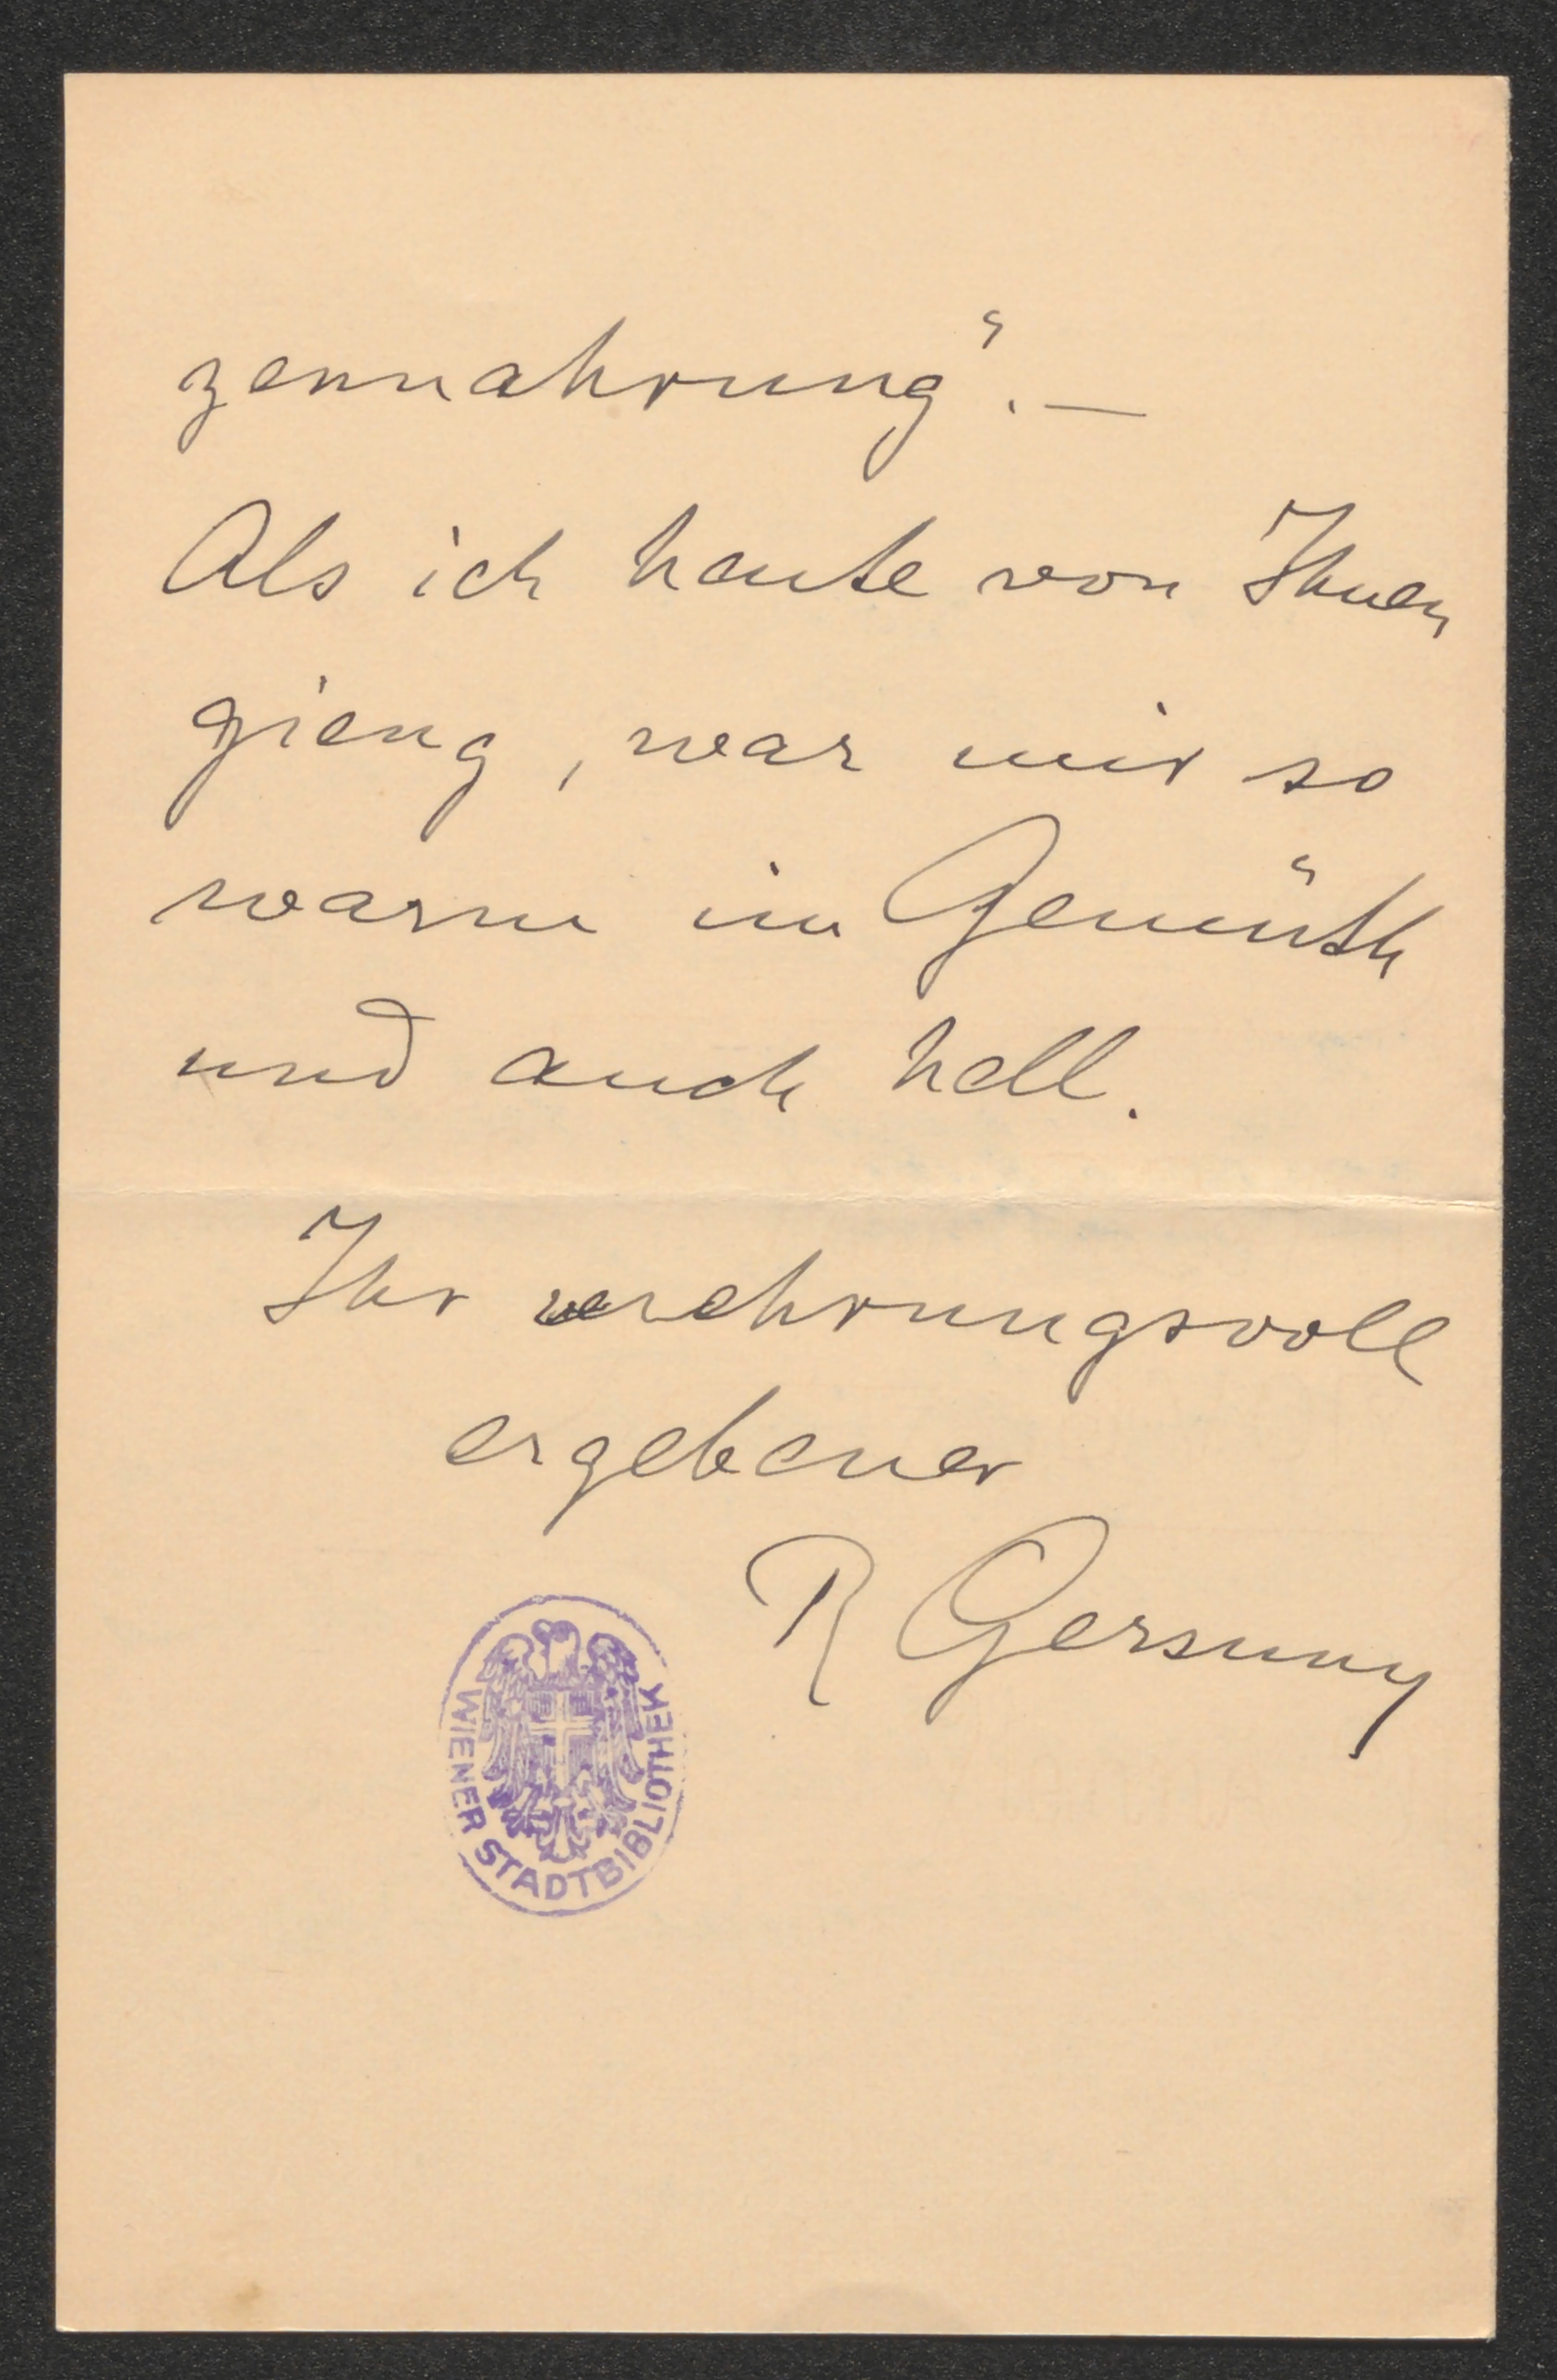 zennahrung“. —
Als ich heute von Ihnen
gieng, war mir so
warm im Gemüth
und auch hell.
Ihr verehrungsvoll
ergebener
R Gersuny
WIENER STADTBIBLIOTHEK